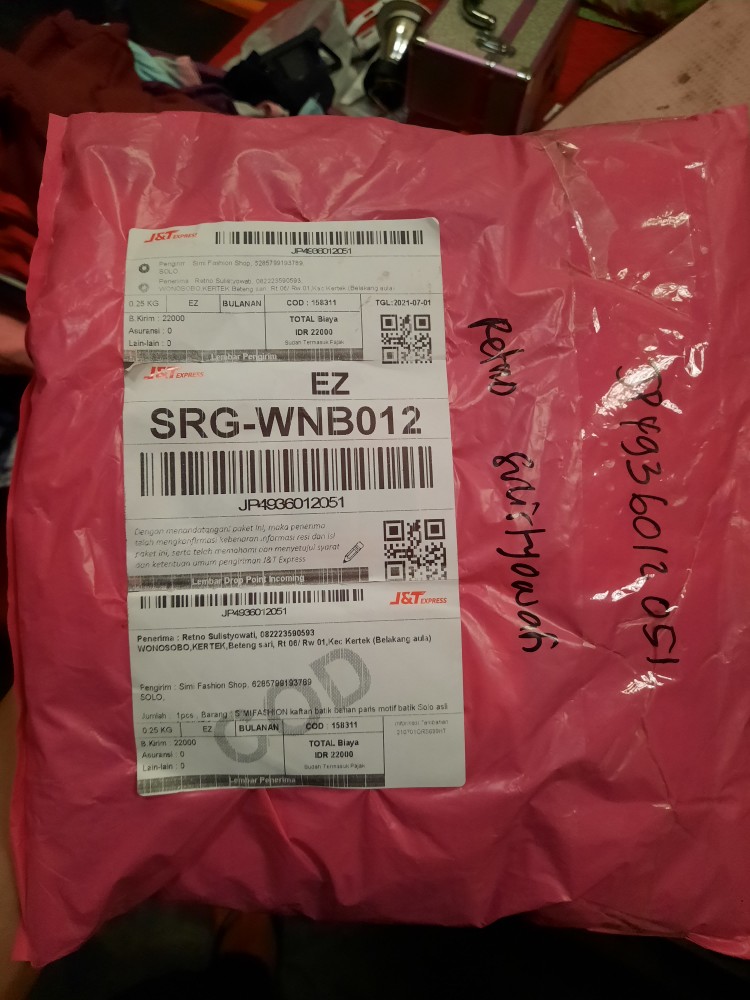 J&T EXPRESS
JP4936012051
Pengirim : Simi Fashion Shop, 6285799193769
SOLO
Penerima : Retno Sulistyowati, 082223590593
WONOSOBO,KERTEK,Beteng sari, Rt 06/ Rw 01,Kec Kertek (Belakang aula)
0.25 KG EZ BULANAN COD : 158311 TGL:2021-07-01
B.Kirim : 22000 TOTAL Biaya
Asuransi : 0 IDR 22000
Lain-lain : 0 Sudah Termasuk Pajak
Lembar Pengirim
J&T EXPRESS
EZ
SRG-WNB012
JP4936012051
Dengan menandatangani paket ini, maka penerima
telah mengkonfirmasi kebenaran informasi resi dan isi
paket ini, serta telah memahami dan menyetujui syarat
dan ketentuan umum pengiriman J&T Express
Lembar Drop Point Incoming
JP4936012051
J&T EXPRESS
Penerima : Retno Sulistyowati, 082223590593
WONOSOBO,KERTEK,Beteng sari, Rt 06/ Rw 01,Kec Kertek (Belakang aula)
COD
Pengirim : Simi Fashion Shop, 6285799193769
SOLO,
Jumlah : 1pcs, Barang : S MIFASHION kaftan batik bahan paris motif batik Solo asli
0.25 KG EZ BULANAN COD : 158311
Informasi Tambahan
B.Kirim : 22000 TOTAL Biaya
Asuransi : 0 IDR 22000
Lain-lain : 0 Sudah Termasuk Pajak
Lembar Penerima
Retno Sulistyowati
JP4936012051